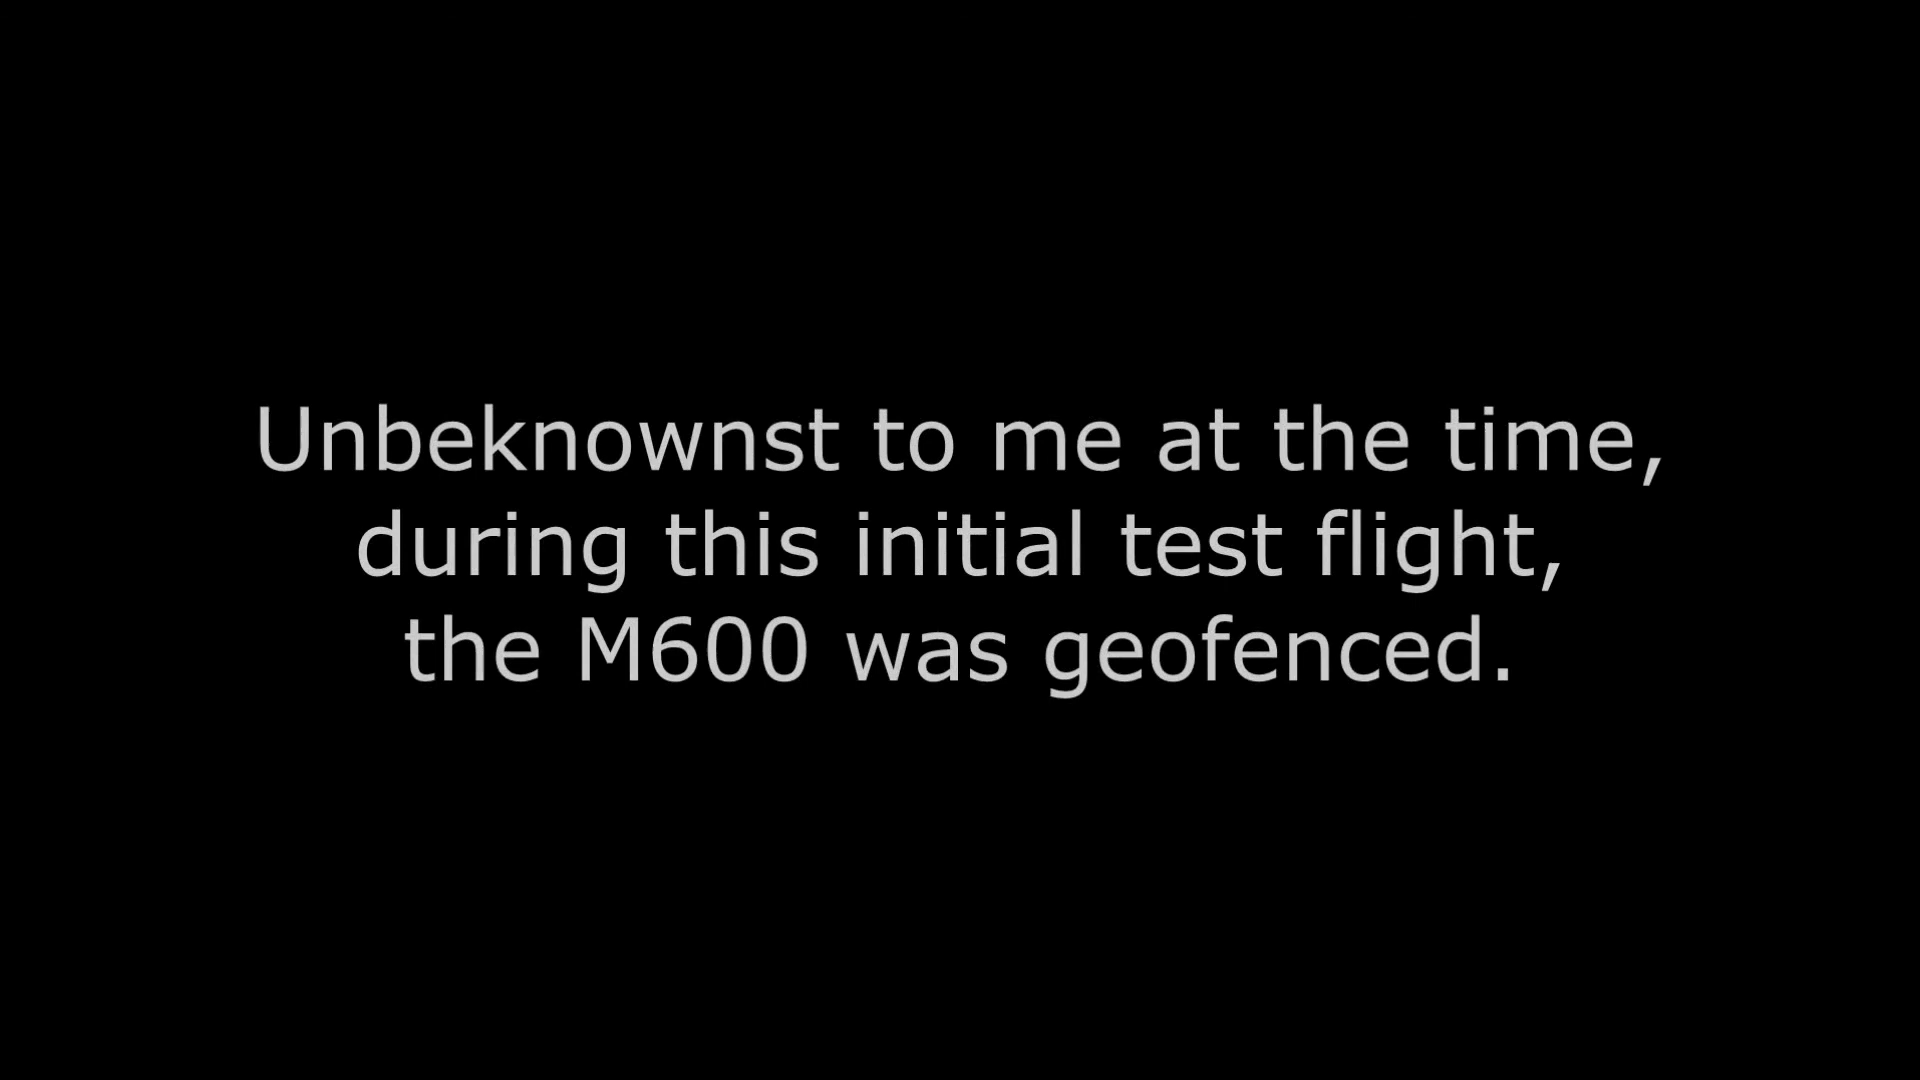 Unbeknownst to me at the time,
during this initial test flight,
the M600 was geofenced.